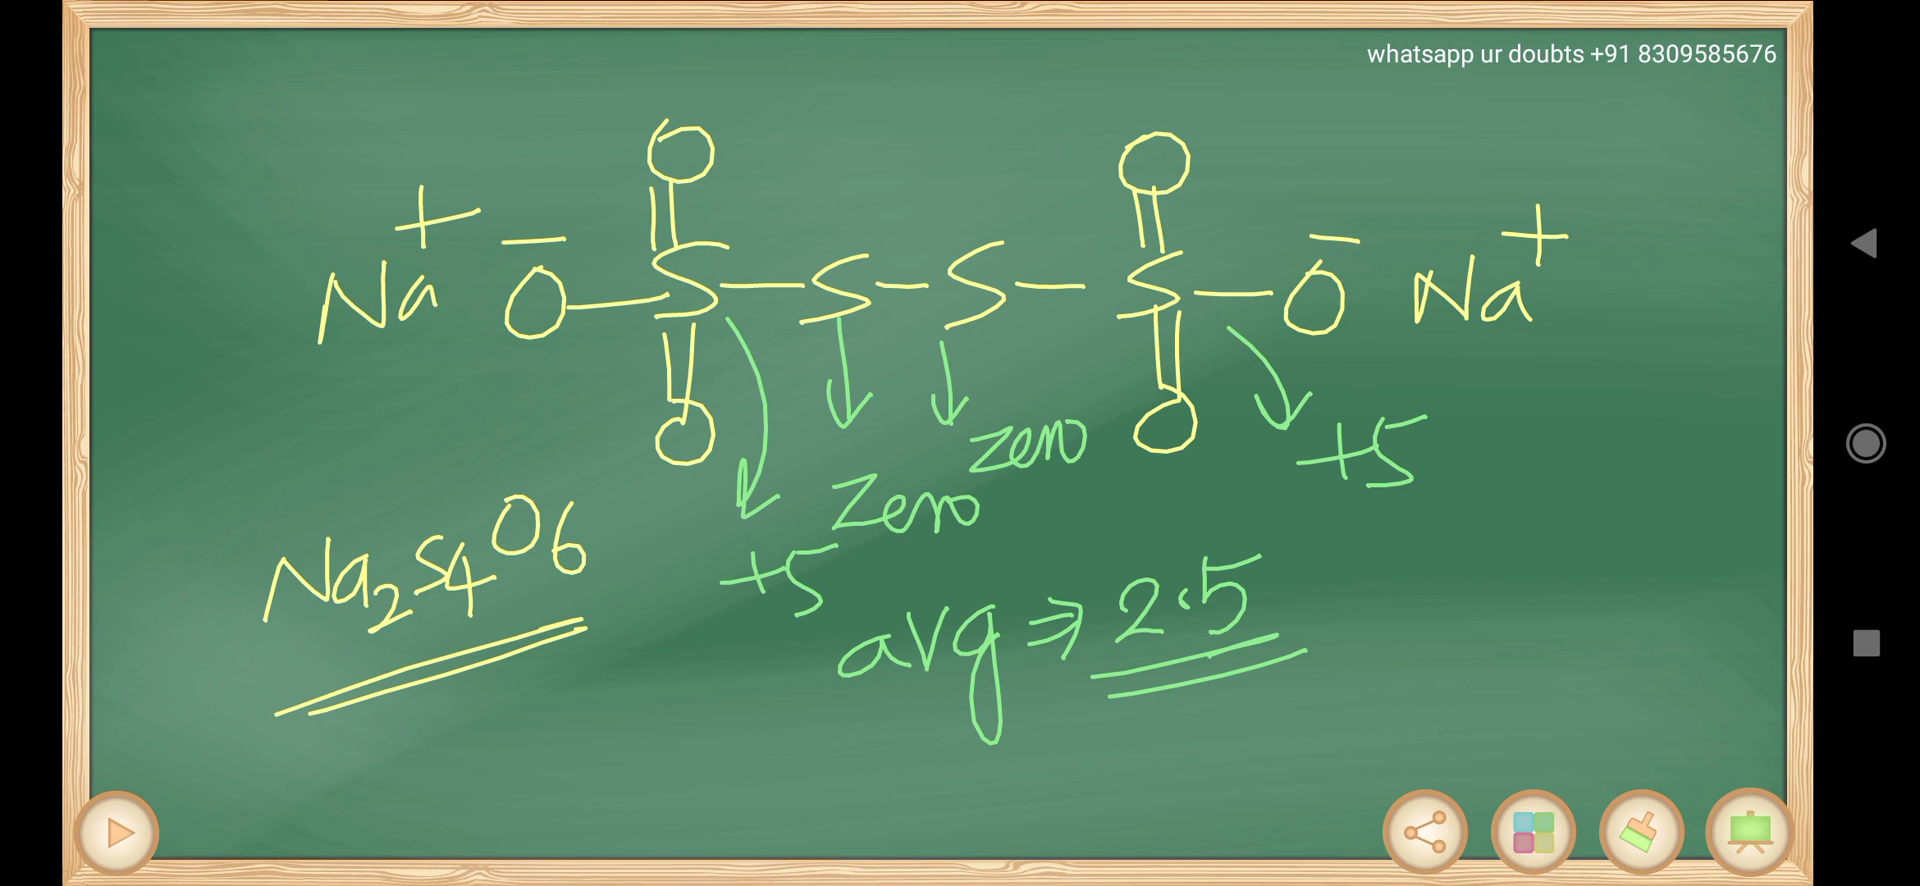 whatsapp ur doubts +91 8309585676
O O
Na⁺ O⁻ S S S S O⁻ Na⁺
O O
zero +5
zero
Na₂S₄O₆ +5
avg ⇒ 2.5